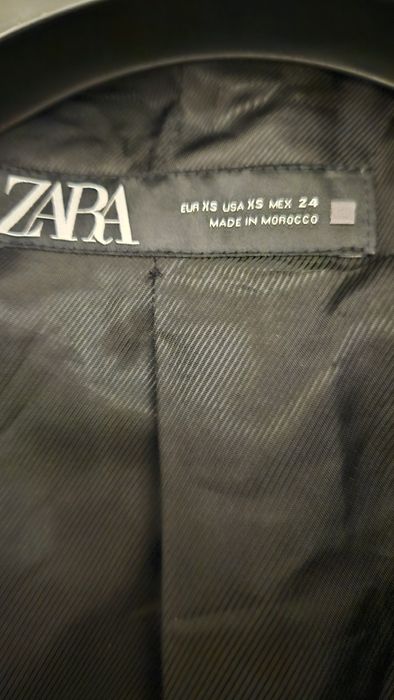 ZARA
EUR XS USA XS MEX 24
MADE IN MOROCCO